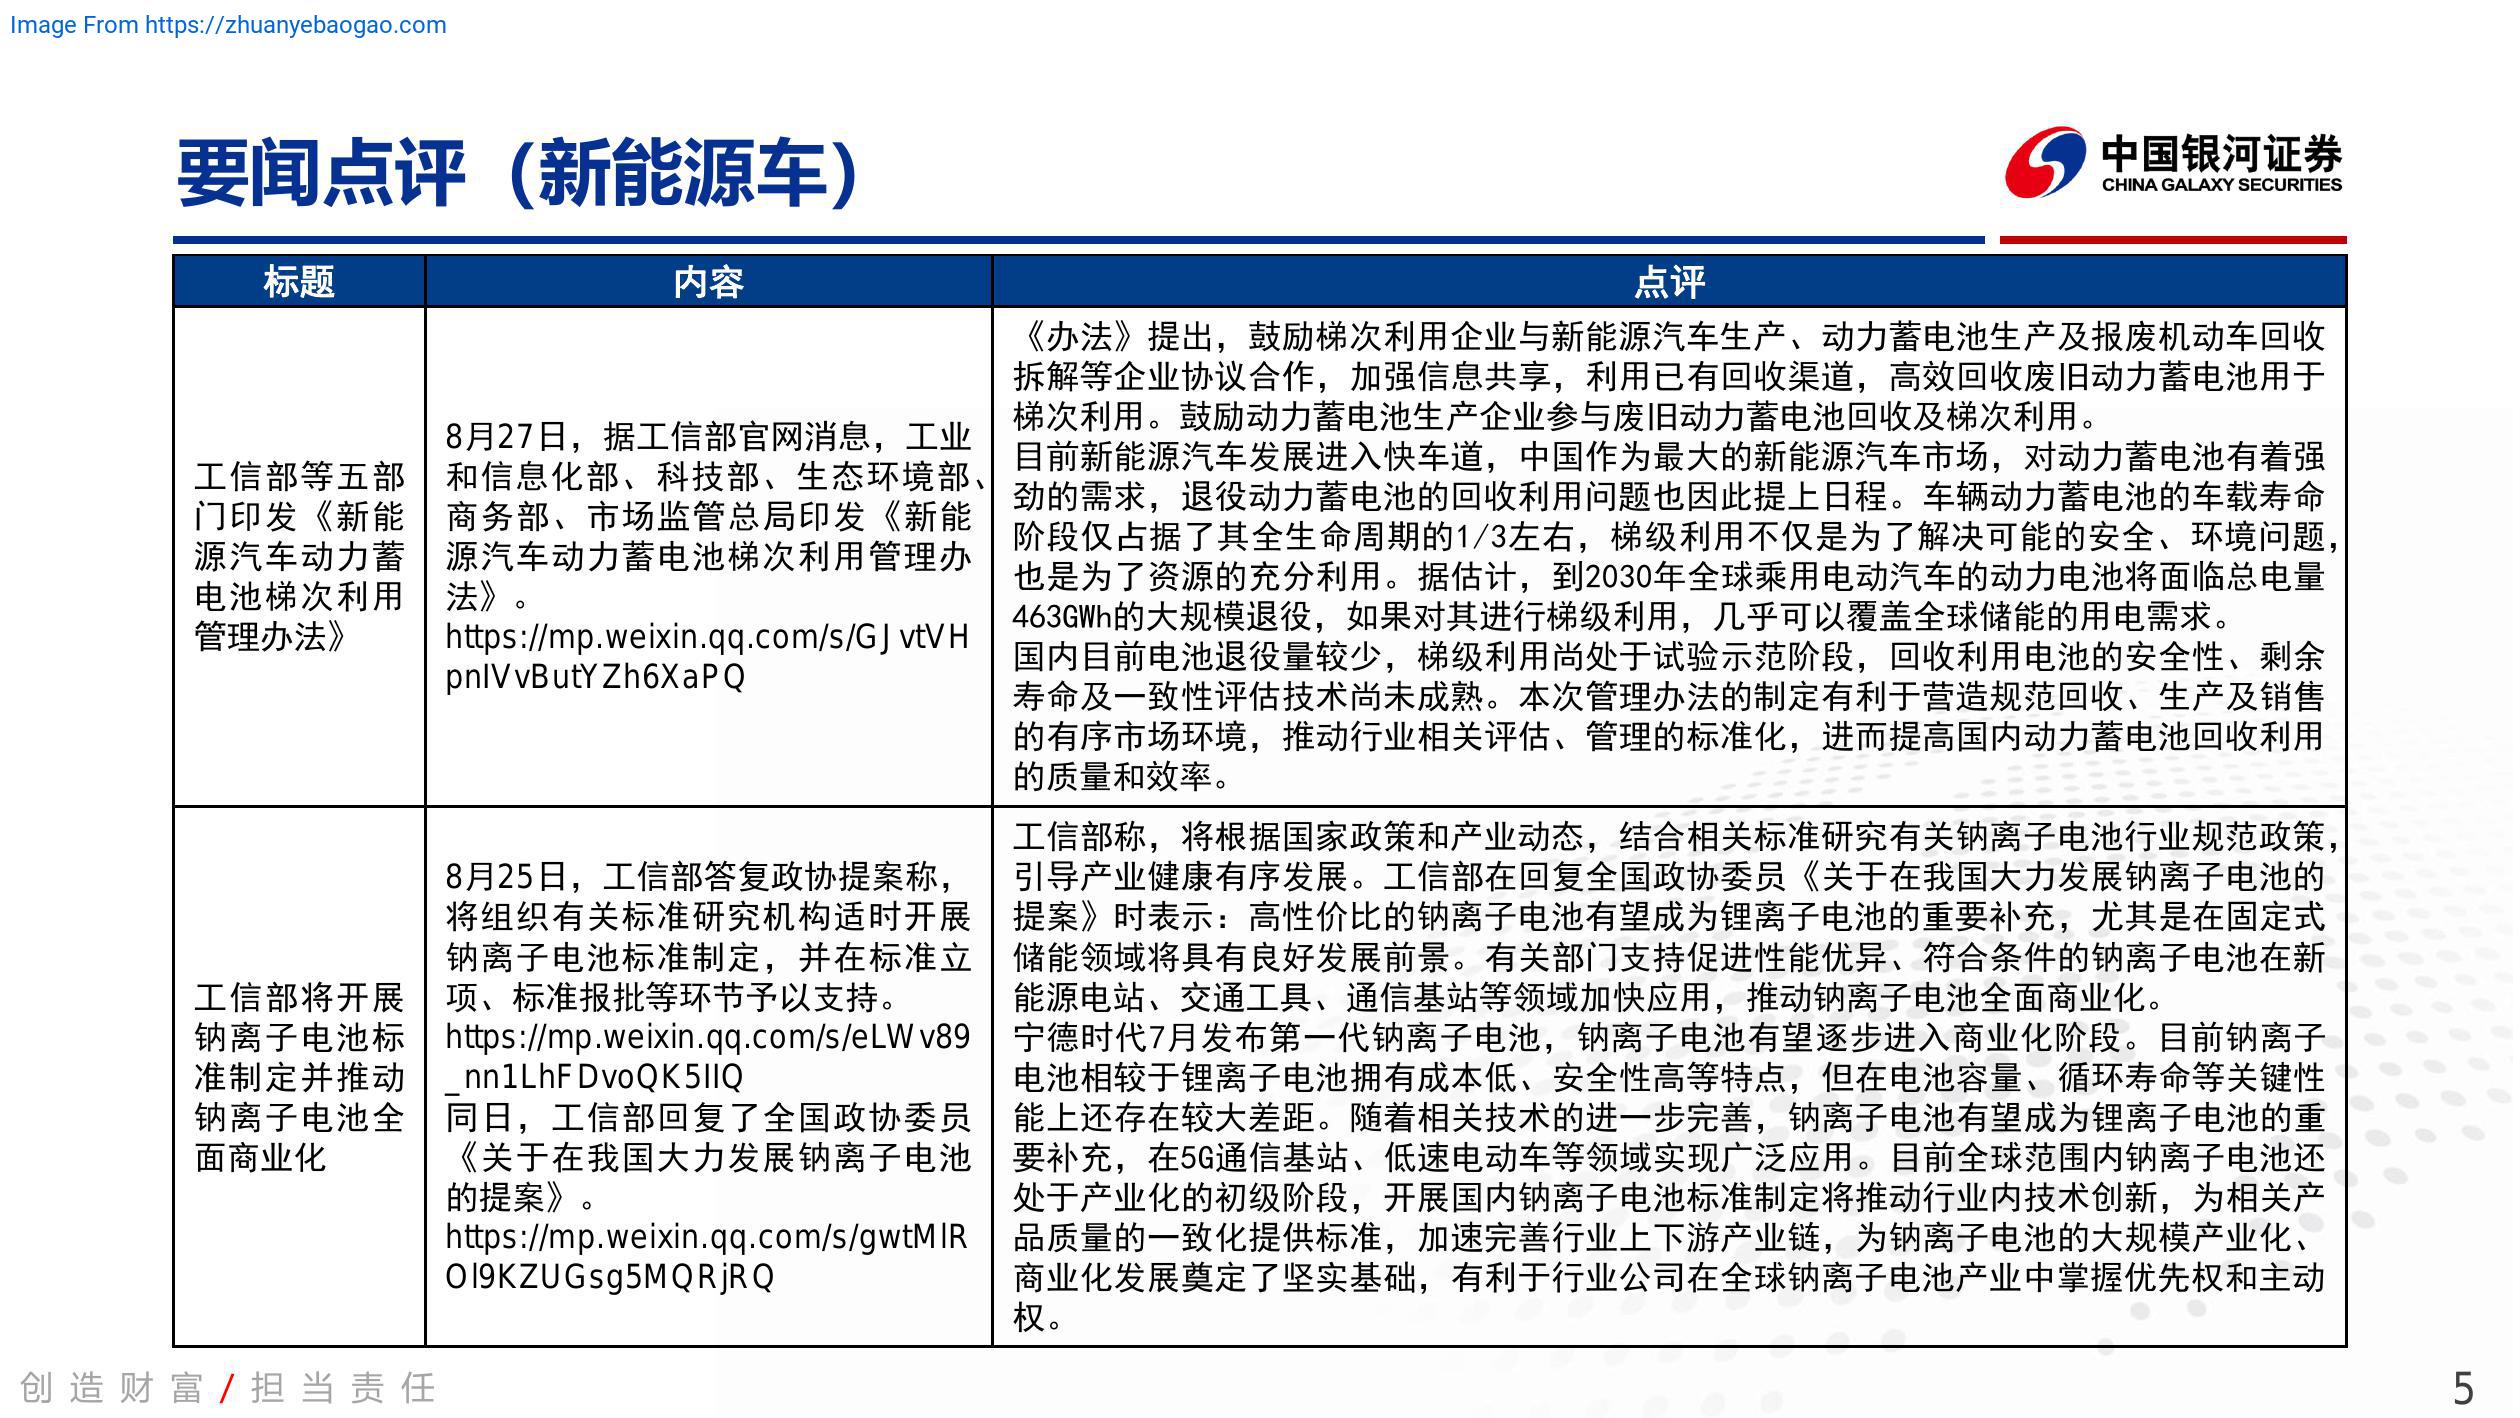 Image From https://zhuanyebaogao.com
要闻点评（新能源车）
中国银河证券
CHINA GALAXY SECURITIES
标题
内容
点评
工信部等五部
门印发《新能
源汽车动力蓄
电池梯次利用
管理办法》
8月27日，据工信部官网消息，工业
和信息化部、科技部、生态环境部、
商务部、市场监管总局印发《新能
源汽车动力蓄电池梯次利用管理办
法》。
https://mp.weixin.qq.com/s/GJvtVH
pnIVvButYZh6XaPQ
《办法》提出，鼓励梯次利用企业与新能源汽车生产、动力蓄电池生产及报废机动车回收
拆解等企业协议合作，加强信息共享，利用已有回收渠道，高效回收废旧动力蓄电池用于
梯次利用。鼓励动力蓄电池生产企业参与废旧动力蓄电池回收及梯次利用。
目前新能源汽车发展进入快车道，中国作为最大的新能源汽车市场，对动力蓄电池有着强
劲的需求，退役动力蓄电池的回收利用问题也因此提上日程。车辆动力蓄电池的车载寿命
阶段仅占据了其全生命周期的1/3左右，梯级利用不仅是为了解决可能的安全、环境问题，
也是为了资源的充分利用。据估计，到2030年全球乘用电动汽车的动力电池将面临总电量
463GWh的大规模退役，如果对其进行梯级利用，几乎可以覆盖全球储能的用电需求。
国内目前电池退役量较少，梯级利用尚处于试验示范阶段，回收利用电池的安全性、剩余
寿命及一致性评估技术尚未成熟。本次管理办法的制定有利于营造规范回收、生产及销售
的有序市场环境，推动行业相关评估、管理的标准化，进而提高国内动力蓄电池回收利用
的质量和效率。
工信部将开展
钠离子电池标
准制定并推动
钠离子电池全
面商业化
8月25日，工信部答复政协提案称，
将组织有关标准研究机构适时开展
钠离子电池标准制定，并在标准立
项、标准报批等环节予以支持。
https://mp.weixin.qq.com/s/eLWv89
_nn1LhFDvoQK5IIQ
同日，工信部回复了全国政协委员
《关于在我国大力发展钠离子电池
的提案》。
https://mp.weixin.qq.com/s/gwtMlR
Ol9KZUGsg5MQRjRQ
工信部称，将根据国家政策和产业动态，结合相关标准研究有关钠离子电池行业规范政策，
引导产业健康有序发展。工信部在回复全国政协委员《关于在我国大力发展钠离子电池的
提案》时表示：高性价比的钠离子电池有望成为锂离子电池的重要补充，尤其是在固定式
储能领域将具有良好发展前景。有关部门支持促进性能优异、符合条件的钠离子电池在新
能源电站、交通工具、通信基站等领域加快应用，推动钠离子电池全面商业化。
宁德时代7月发布第一代钠离子电池，钠离子电池有望逐步进入商业化阶段。目前钠离子
电池相较于锂离子电池拥有成本低、安全性高等特点，但在电池容量、循环寿命等关键性
能上还存在较大差距。随着相关技术的进一步完善，钠离子电池有望成为锂离子电池的重
要补充，在5G通信基站、低速电动车等领域实现广泛应用。目前全球范围内钠离子电池还
处于产业化的初级阶段，开展国内钠离子电池标准制定将推动行业内技术创新，为相关产
品质量的一致化提供标准，加速完善行业上下游产业链，为钠离子电池的大规模产业化、
商业化发展奠定了坚实基础，有利于行业公司在全球钠离子电池产业中掌握优先权和主动
权。
创造财富/担当责任
5